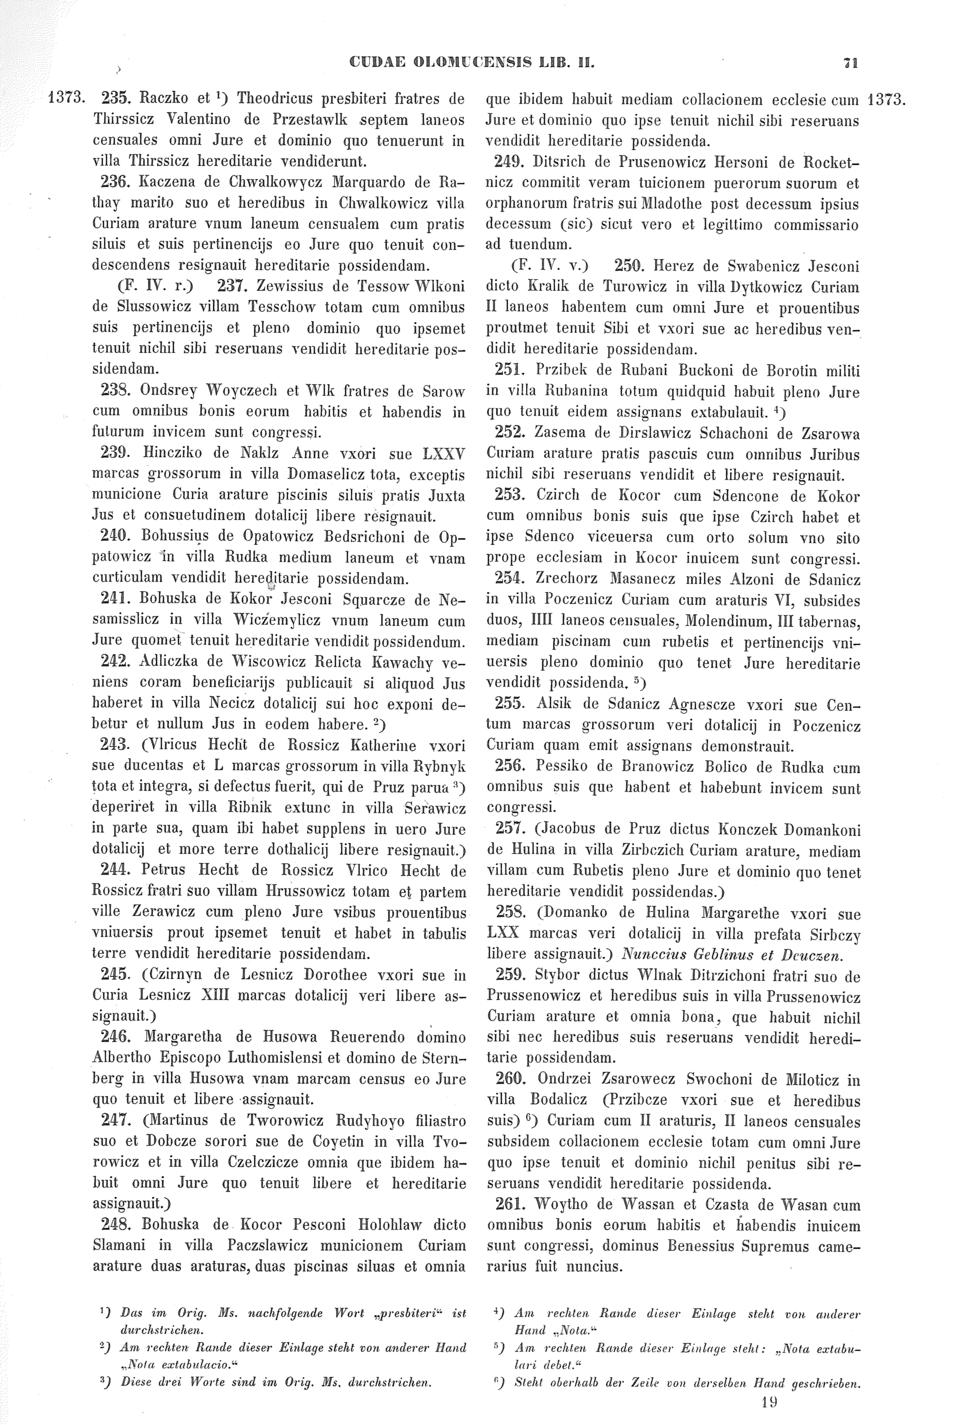 CUDAE OLOMUCENSIS LIB. II.
71
1373. 235. Raczko et ¹) Theodricus presbiteri fratres de
Thirssicz Valentino de Przestawlk septem laneos
censuales omni Jure et dominio quo tenuerunt in
villa Thirssicz hereditarie vendiderunt.
236. Kaczena de Chwalkowycz Marquardo de Ra-
thay marito suo et heredibus in Chwalkowicz villa
Curiam arature vnum laneum censualem cum pratis
siluis et suis pertinencijs eo Jure quo tenuit con-
descendens resignauit hereditarie possidendam.
(F. IV. r.) 237. Zewissius de Tessow Wlkoni
de Slussowicz villam Tesschow totam cum omnibus
suis pertinencijs et pleno dominio quo ipsemet
tenuit nichil sibi reseruans vendidit hereditarie pos-
sidendam.
238. Ondsrey Woyczech et Wlk fratres de Sarow
cum omnibus bonis eorum habitis et habendis in
futurum invicem sunt congressi.
239. Hincziko de Naklz Anne vxori sue LXXV
marcas grossorum in villa Domaselicz tota, exceptis
municione Curia arature piscinis siluis pratis Juxta
Jus et consuetudinem dotalicij libere resignauit.
240. Bohussius de Opatowicz Bedsrichoni de Op-
patowicz in villa Rudka medium laneum et vnam
curticulam vendidit hereditarie possidendam.
241. Bohuska de Kokor Jesconi Squarcze de Ne-
samisslicz in villa Wiczemylicz vnum laneum cum
Jure quomet tenuit hereditarie vendidit possidendum.
242. Adliczka de Wiscowicz Relicta Kawachy ve-
niens coram beneficiarijs publicauit si aliquod Jus
haberet in villa Necicz dotalicij sui hoc exponi de-
betur et nullum Jus in eodem habere. ²)
243. (Vlricus Hecht de Rossicz Katherine vxori
sue ducentas et L marcas grossorum in villa Rybnyk
tota et integra, si defectus fuerit, qui de Pruz parua ³)
deperiret in villa Ribnik extunc in villa Serawicz
in parte sua, quam ibi habet supplens in uero Jure
dotalicij et more terre dothalicij libere resignauit.)
244. Petrus Hecht de Rossicz Vlrico Hecht de
Rossicz fratri suo villam Hrussowicz totam et partem
ville Zerawicz cum pleno Jure vsibus prouentibus
vniuersis prout ipsemet tenuit et habet in tabulis
terre vendidit hereditarie possidendam.
245. (Czirnyn de Lesnicz Dorothee vxori sue in
Curia Lesnicz XIII marcas dotalicij veri libere as-
signauit.)
246. Margaretha de Husowa Reuerendo domino
Albertho Episcopo Luthomislensi et domino de Stern-
berg in villa Husowa vnam marcam census eo Jure
quo tenuit et libere assignauit.
247. (Martinus de Tworowicz Rudyhoyo filiastro
suo et Dobcze sorori sue de Coyetin in villa Tvo-
rowicz et in villa Czelczicze omnia que ibidem ha-
buit omni Jure quo tenuit libere et hereditarie
assignauit.)
248. Bohuska de Kocor Pesconi Holohlaw dicto
Slamani in villa Paczslawicz municionem Curiam
arature duas araturas, duas piscinas siluas et omnia
que ibidem habuit mediam collacionem ecclesie cum 1373.
Jure et dominio quo ipse tenuit nichil sibi reseruans
vendidit hereditarie possidenda.
249. Ditsrich de Prusenowicz Hersoni de Rocket-
nicz commitit veram tuicionem puerorum suorum et
orphanorum fratris sui Mladothe post decessum ipsius
decessum (sic) sicut vero et legittimo commissario
ad tuendum.
(F. IV. v.) 250. Herez de Swabenicz Jesconi
dicto Kralik de Turowicz in villa Dytkowicz Curiam
II laneos habentem cum omni Jure et prouentibus
proutmet tenuit Sibi et vxori sue ac heredibus ven-
didit hereditarie possidendam.
251. Przibek de Rubani Buckoni de Borotin militi
in villa Rubanina totum quidquid habuit pleno Jure
quo tenuit eidem assignans extabulauit. ⁴)
252. Zasema de Dirslawicz Schachoni de Zsarowa
Curiam arature pratis pascuis cum omnibus Juribus
nichil sibi reseruans vendidit et libere resignauit.
253. Czirch de Kocor cum Sdencone de Kokor
cum omnibus bonis suis que ipse Czirch habet et
ipse Sdenco viceuersa cum orto solum vno sito
prope ecclesiam in Kocor inuicem sunt congressi.
254. Zrechorz Masanecz miles Alzoni de Sdanicz
in villa Poczenicz Curiam cum araturis VI, subsides
duos, IIII laneos censuales, Molendinum, III tabernas,
mediam piscinam cum rubetis et pertinencijs vni-
uersis pleno dominio quo tenet Jure hereditarie
vendidit possidenda. ⁵)
255. Alsik de Sdanicz Agnescze vxori sue Cen-
tum marcas grossorum veri dotalicij in Poczenicz
Curiam quam emit assignans demonstrauit.
256. Pessiko de Branowicz Bolico de Rudka cum
omnibus suis que habent et habebunt invicem sunt
congressi.
257. (Jacobus de Pruz dictus Konczek Domankoni
de Hulina in villa Zirbczich Curiam arature, mediam
villam cum Rubetis pleno Jure et dominio quo tenet
hereditarie vendidit possidendas.)
258. (Domanko de Hulina Margarethe vxori sue
LXX marcas veri dotalicij in villa prefata Sirbczy
libere assignauit.) Nunccius Geblinus et Dcuczen.
259. Stybor dictus Wlnak Ditrzichoni fratri suo de
Prussenowicz et heredibus suis in villa Prussenowicz
Curiam arature et omnia bona, que habuit nichil
sibi nec heredibus suis reseruans vendidit heredi-
tarie possidendam.
260. Ondrzei Zsarowecz Swochoni de Miloticz in
villa Bodalicz (Przibcze vxori sue et heredibus
suis) ⁶) Curiam cum II araturis, II laneos censuales
subsidem collacionem ecclesie totam cum omni Jure
quo ipse tenuit et dominio nichil penitus sibi re-
seruans vendidit hereditarie possidenda.
261. Woytho de Wassan et Czasta de Wasan cum
omnibus bonis eorum habitis et habendis inuicem
sunt congressi, dominus Benessius Supremus came-
rarius fuit nuncius.
¹) Das im Orig. Ms. nachfolgende Wort „presbiteri“ ist
durchstrichen.
²) Am rechten Rande dieser Einlage steht von anderer Hand
„Nota extabulacio.“
³) Diese drei Worte sind im Orig. Ms. durchstrichen.
⁴) Am rechten Rande dieser Einlage steht von anderer
Hand „Nota.“
⁵) Am rechten Rande dieser Einlage steht: „Nota extabu-
lari debet.“
⁶) Steht oberhalb der Zeile von derselben Hand geschrieben.
19